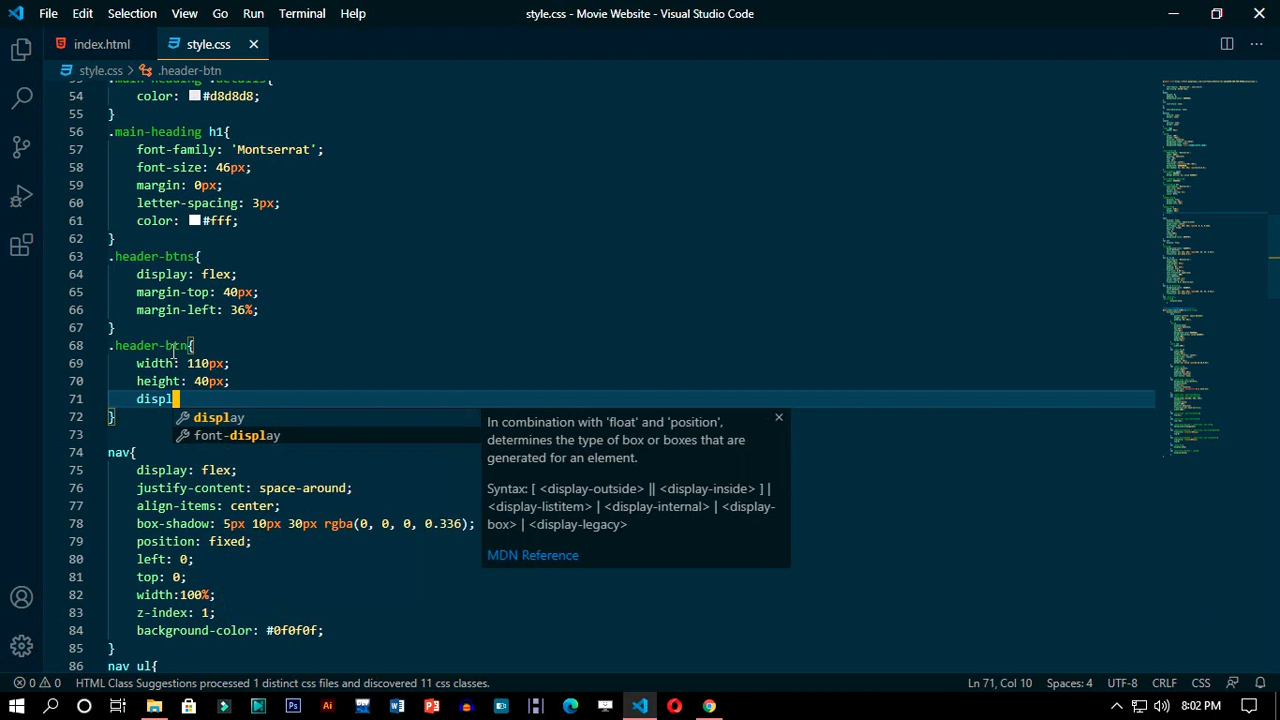 File Edit Selection View Go Run Terminal Help style.css - Movie Website - Visual Studio Code
index.html style.css
style.css > .header-btn
54 color: #d8d8d8;
55 }
56 .main-heading h1{
57 font-family: 'Montserrat';
58 font-size: 46px;
59 margin: 0px;
60 letter-spacing: 3px;
61 color: #fff;
62 }
63 .header-btns{
64 display: flex;
65 margin-top: 40px;
66 margin-left: 36%;
67 }
68 .header-btn{
69 width: 110px;
70 height: 40px;
71 displ
72 }
display
font-display
In combination with 'float' and 'position',
determines the type of box or boxes that are
generated for an element.
Syntax: [ <display-outside> || <display-inside> ] |
<display-listitem> | <display-internal> | <display-
box> | <display-legacy>
MDN Reference
73
74 nav{
75 display: flex;
76 justify-content: space-around;
77 align-items: center;
78 box-shadow: 5px 10px 30px rgba(0, 0, 0, 0.336);
79 position: fixed;
80 left: 0;
81 top: 0;
82 width:100%;
83 z-index: 1;
84 background-color: #0f0f0f;
85 }
86 nav ul{
0 0 HTML Class Suggestions processed 1 distinct css files and discovered 11 css classes. Ln 71, Col 10 Spaces: 4 UTF-8 CRLF CSS
8:02 PM